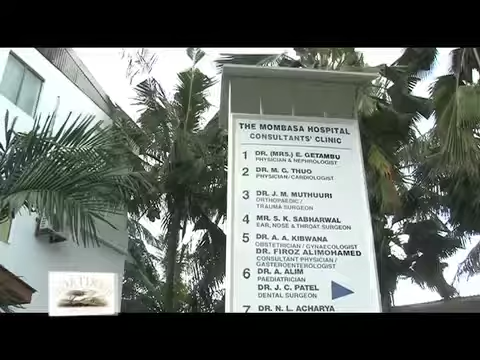 THE MOMBASA HOSPITAL
CONSULTANTS' CLINIC
1 DR. (MRS.) E. GETAMBU
PHYSICIAN & NEPHROLOGIST
2 DR. M. G. THUO
PHYSICIAN/CARDIOLOGIST
3 DR. J. M. MUTHUURI
ORTHOPAEDIC /
TRAUMA SURGEON
4 MR. S. K. SABHARWAL
EAR, NOSE & THROAT SURGEON
5 DR. A. A. KIBWANA
OBSTETRICIAN / GYNAECOLOGIST
DR. FIROZ ALIMOHAMED
CONSULTANT PHYSICIAN /
GASTEROENTEROLOGIST
6 DR. A. ALIM
PAEDIATRICIAN
DR. J. C. PATEL
DENTAL SURGEON
7 DR. N. L. ACHARYA